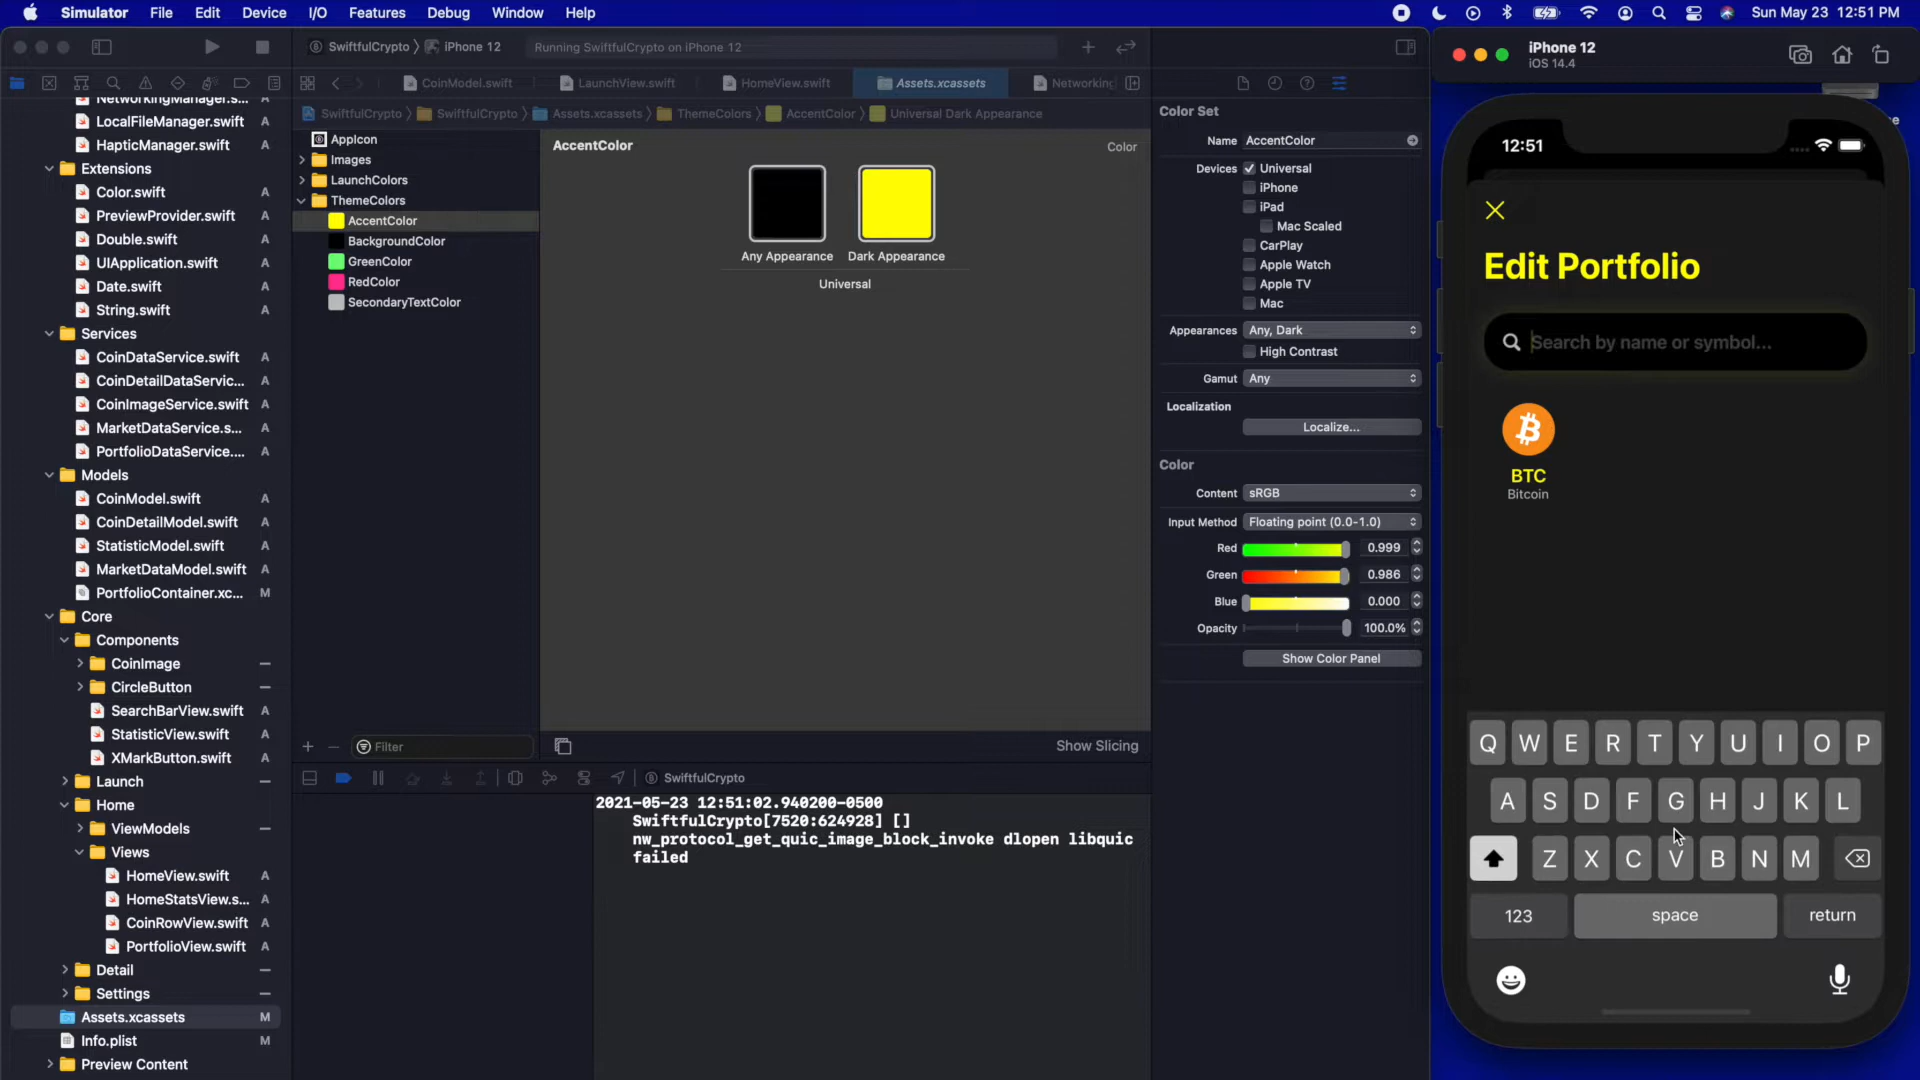 Simulator File Edit Device I/O Features Debug Window Help
Sun May 23 12:51 PM
SwiftfulCrypto iPhone 12
Running SwiftfulCrypto on iPhone 12
CoinModel.swift
LaunchView.swift
HomeView.swift
Assets.xcassets
Networking
SwiftfulCrypto SwiftfulCrypto Assets.xcassets ThemeColors AccentColor Universal Dark Appearance
NetworkingManager.s... A
LocalFileManager.swift A
HapticManager.swift A
Extensions
Color.swift A
PreviewProvider.swift A
Double.swift A
UIApplication.swift A
Date.swift A
String.swift A
Services
CoinDataService.swift A
CoinDetailDataServic... A
CoinImageService.swift A
MarketDataService.s... A
PortfolioDataService.... A
Models
CoinModel.swift A
CoinDetailModel.swift A
StatisticModel.swift A
MarketDataModel.swift A
PortfolioContainer.xc... M
Core
Components
CoinImage
CircleButton
SearchBarView.swift A
StatisticView.swift A
XMarkButton.swift A
Launch
Home
ViewModels
Views
HomeView.swift A
HomeStatsView.s... A
CoinRowView.swift A
PortfolioView.swift A
Detail
Settings
Assets.xcassets M
Info.plist M
Preview Content
AppIcon
Images
LaunchColors
ThemeColors
AccentColor
BackgroundColor
GreenColor
RedColor
SecondaryTextColor
Filter
AccentColor
Color
Any Appearance
Dark Appearance
Universal
Show Slicing
SwiftfulCrypto
2021-05-23 12:51:02.940200-0500
SwiftfulCrypto[7520:624928] []
nw_protocol_get_quic_image_block_invoke dlopen libquic
failed
Color Set
Name AccentColor
Devices Universal
iPhone
iPad
Mac Scaled
CarPlay
Apple Watch
Apple TV
Mac
Appearances Any, Dark
High Contrast
Gamut Any
Localization
Localize...
Color
Content sRGB
Input Method Floating point (0.0-1.0)
Red 0.999
Green 0.986
Blue 0.000
Opacity 100.0%
Show Color Panel
iPhone 12
iOS 14.4
12:51
Edit Portfolio
Search by name or symbol...
BTC
Bitcoin
Q W E R T Y U I O P
A S D F G H J K L
Z X C V B N M
123 space return